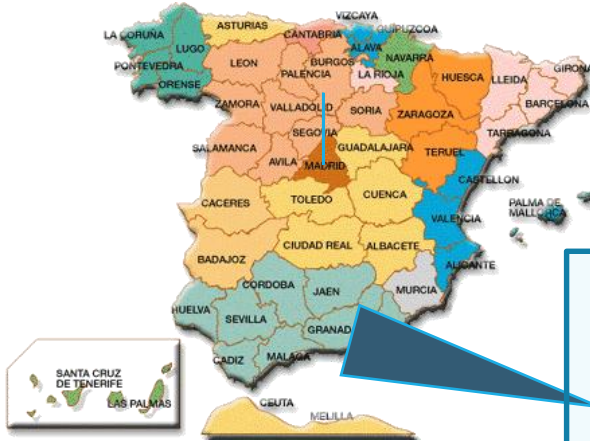 VIZCAYA
GUIPUZCOA
ASTURIAS
LA CORUÑA
CANTABRIA
LUGO
ALAVA
NAVARRA
BURGOS
LEON
PONTEVEDRA
PALENCIA
LA RIOJA
HUESCA
LLEIDA
GIRONA
ORENSE
ZAMORA
VALLADOLID
SORIA
ZARAGOZA
BARCELONA
SEGOVIA
TARRAGONA
SALAMANCA
GUADALAJARA
TERUEL
AVILA
MADRID
CASTELLON
CACERES
TOLEDO
CUENCA
PALMA DE
MALLORCA
VALENCIA
BADAJOZ
CIUDAD REAL
ALBACETE
ALICANTE
CORDOBA
JAEN
MURCIA
HUELVA
SEVILLA
GRANAD
CADIZ
MALAGA
SANTA CRUZ
DE TENERIFE
LAS PALMAS
CEUTA
MELILLA